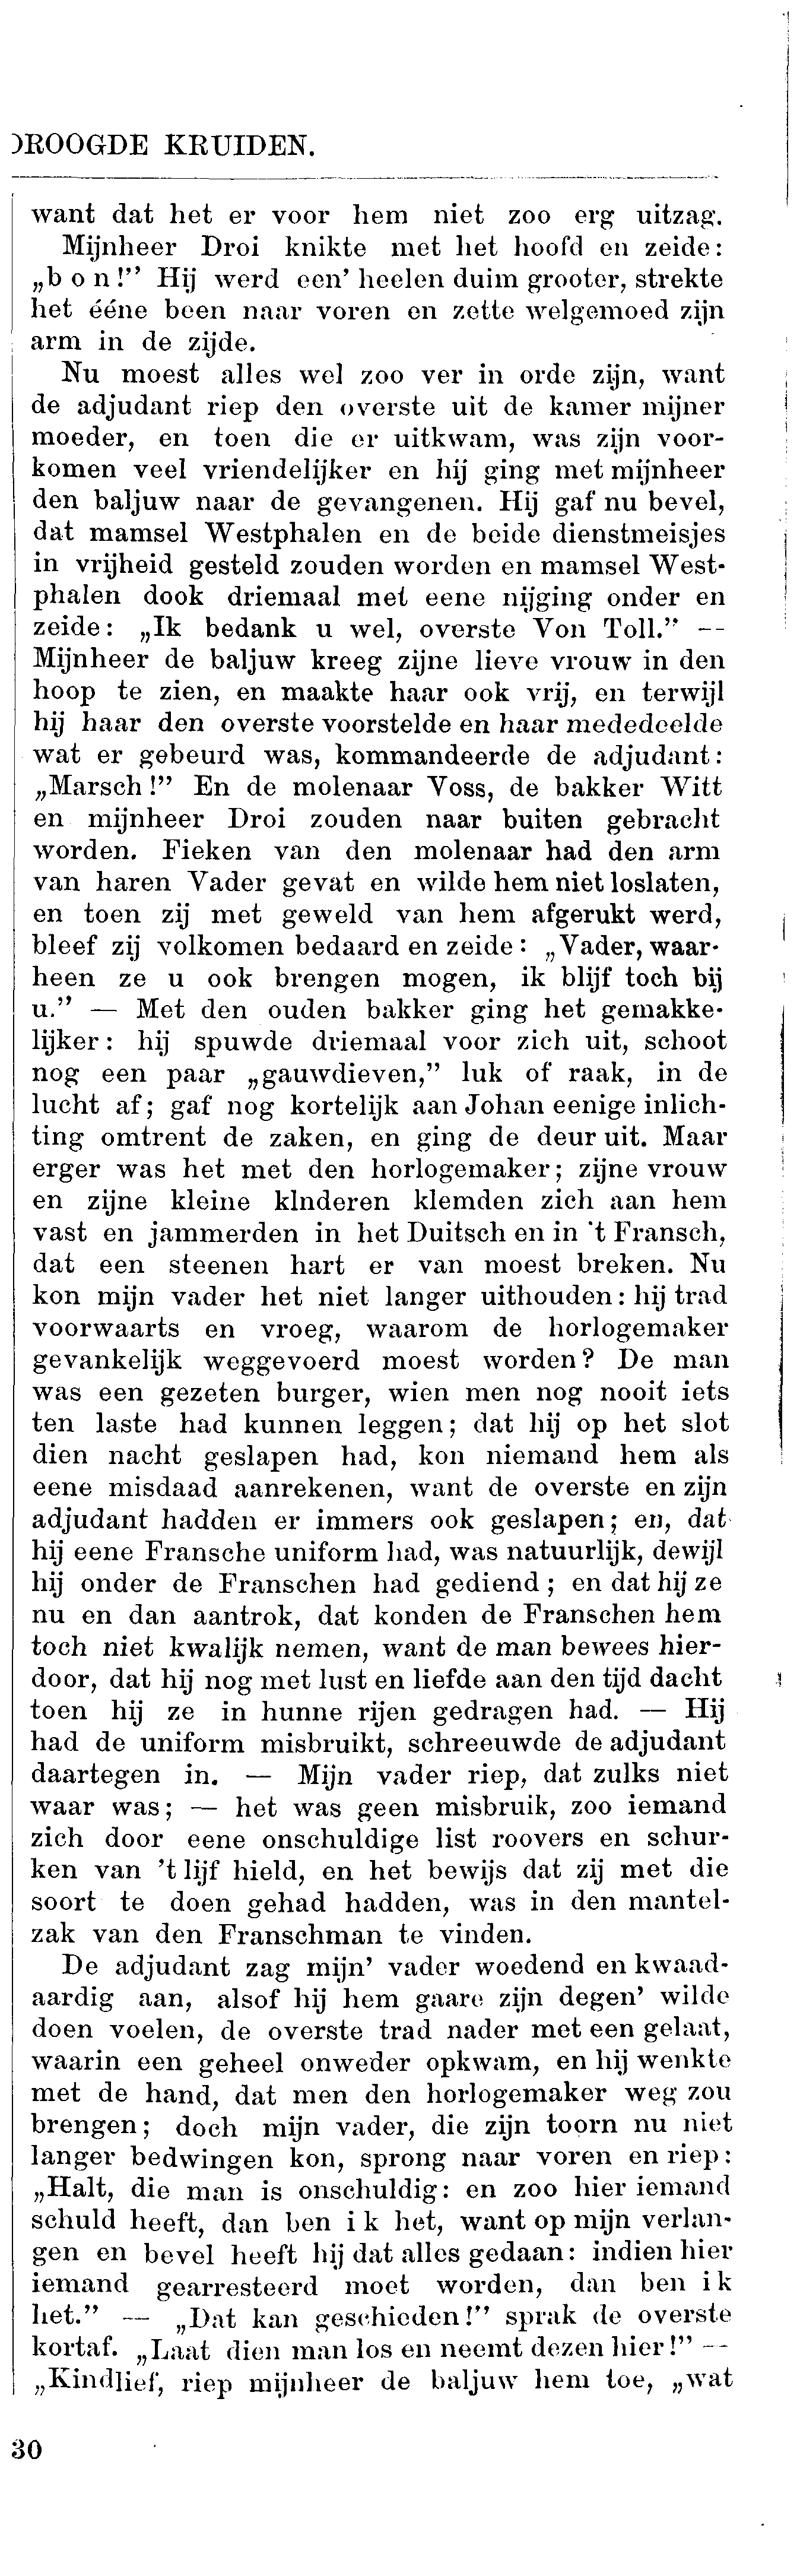 ROOGDE KRUIDEN.
want dat het er voor hem niet zoo erg uitzag.
Mijnheer Droi knikte met het hoofd en zeide:
„b o n!” Hij werd een' heelen duim grooter, strekte
het ééne been naar voren en zette welgemoed zijn
arm in de zijde.
Nu moest alles wel zoo ver in orde zijn, want
de adjudant riep den overste uit de kamer mijner
moeder, en toen die er uitkwam, was zijn voor-
komen veel vriendelijker en hij ging met mijnheer
den baljuw naar de gevangenen. Hij gaf nu bevel,
dat mamsel Westphalen en de beide dienstmeisjes
in vrijheid gesteld zouden worden en mamsel West-
phalen dook driemaal met eene nijging onder en
zeide: „Ik bedank u wel, overste Von Toll.” —
Mijnheer de baljuw kreeg zijne lieve vrouw in den
hoop te zien, en maakte haar ook vrij, en terwijl
hij haar den overste voorstelde en haar mededeelde
wat er gebeurd was, kommandeerde de adjudant:
„Marsch!” En de molenaar Voss, de bakker Witt
en mijnheer Droi zouden naar buiten gebracht
worden. Fieken van den molenaar had den arm
van haren Vader gevat en wilde hem niet loslaten,
en toen zij met geweld van hem afgerukt werd,
bleef zij volkomen bedaard en zeide: „Vader, waar-
heen ze u ook brengen mogen, ik blijf toch bij
u.” — Met den ouden bakker ging het gemakke-
lijker: hij spuwde driemaal voor zich uit, schoot
nog een paar „gauwdieven,” luk of raak, in de
lucht af; gaf nog kortelijk aan Johan eenige inlich-
ting omtrent de zaken, en ging de deur uit. Maar
erger was het met den horlogemaker; zijne vrouw
en zijne kleine klnderen klemden zich aan hem
vast en jammerden in het Duitsch en in 't Fransch,
dat een steenen hart er van moest breken. Nu
kon mijn vader het niet langer uithouden: hij trad
voorwaarts en vroeg, waarom de horlogemaker
gevankelijk weggevoerd moest worden? De man
was een gezeten burger, wien men nog nooit iets
ten laste had kunnen leggen; dat hij op het slot
dien nacht geslapen had, kon niemand hem als
eene misdaad aanrekenen, want de overste en zijn
adjudant hadden er immers ook geslapen; en, dat
hij eene Fransche uniform had, was natuurlijk, dewijl
hij onder de Franschen had gediend; en dat hij ze
nu en dan aantrok, dat konden de Franschen hem
toch niet kwalijk nemen, want de man bewees hier-
door, dat hij nog met lust en liefde aan den tijd dacht
toen hij ze in hunne rijen gedragen had. — Hij
had de uniform misbruikt, schreeuwde de adjudant
daartegen in. — Mijn vader riep, dat zulks niet
waar was; — het was geen misbruik, zoo iemand
zich door eene onschuldige list roovers en schur-
ken van 't lijf hield, en het bewijs dat zij met die
soort te doen gehad hadden, was in den mantel-
zak van den Franschman te vinden.
De adjudant zag mijn' vader woedend en kwaad-
aardig aan, alsof hij hem gaare zijn degen' wilde
doen voelen, de overste trad nader met een gelaat,
waarin een geheel onweder opkwam, en hij wenkte
met de hand, dat men den horlogemaker weg zou
brengen; doch mijn vader, die zijn toorn nu niet
langer bedwingen kon, sprong naar voren en riep:
„Halt, die man is onschuldig: en zoo hier iemand
schuld heeft, dan ben i k het, want op mijn verlan-
gen en bevel heeft hij dat alles gedaan: indien hier
iemand gearresteerd moet worden, dan ben i k
het.” — „Dat kan geschieden!” sprak de overste
kortaf. „Laat dien man los en neemt dezen hier!” —
„Kindlief, riep mijnheer de baljuw hem toe, „wat
30